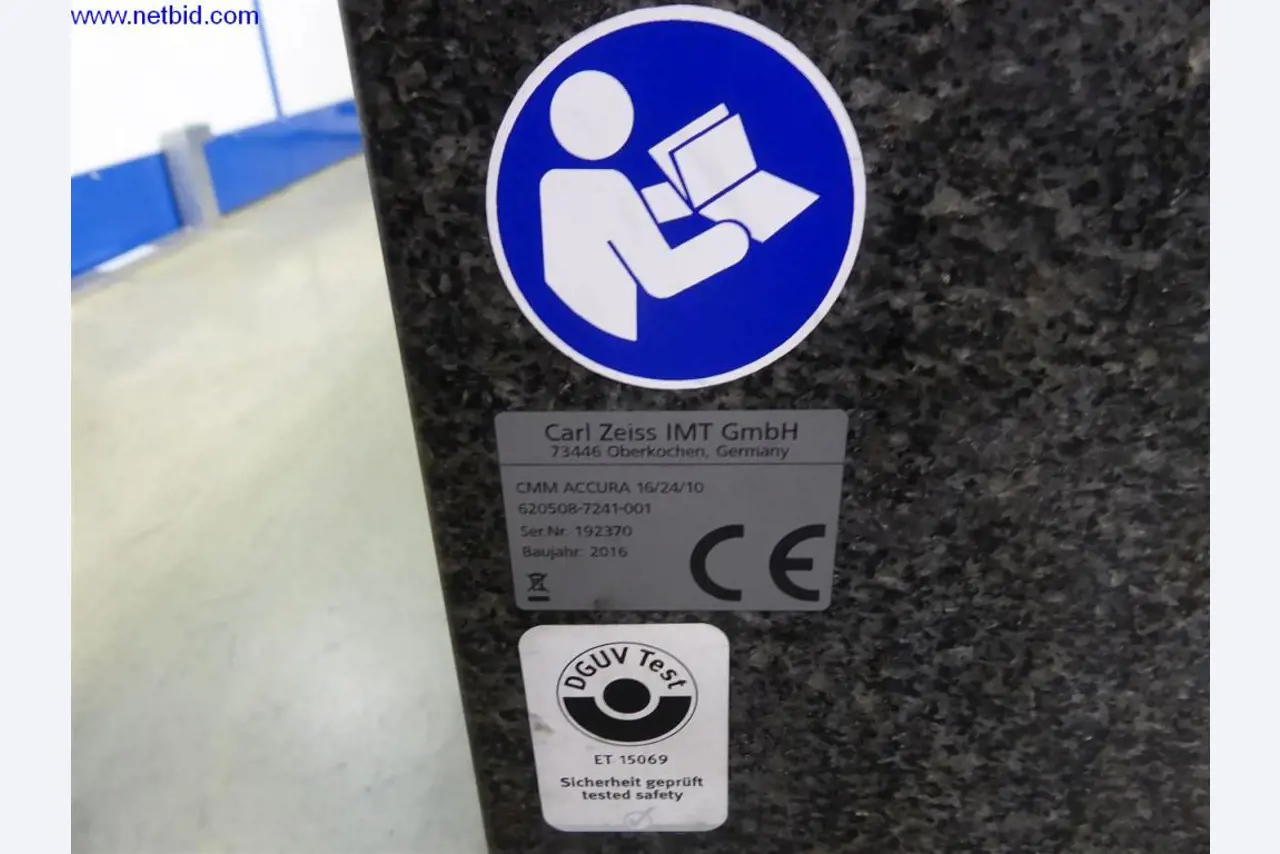 www.netbid.com
Carl Zeiss IMT GmbH
73446 Oberkochen, Germany
CMM ACCURA 16/24/10
620508-7241-001
Ser.Nr. 192370
Baujahr: 2016
CE
DGUV Test
ET 15069
Sicherheit geprüft
tested safety